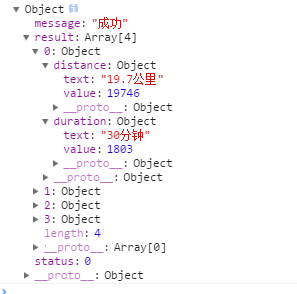 Object
message: "成功"
result: Array[4]
0: Object
distance: Object
text: "19.7公里"
value: 19746
__proto__: Object
duration: Object
text: "30分钟"
value: 1803
__proto__: Object
__proto__: Object
1: Object
2: Object
3: Object
length: 4
__proto__: Array[0]
status: 0
__proto__: Object